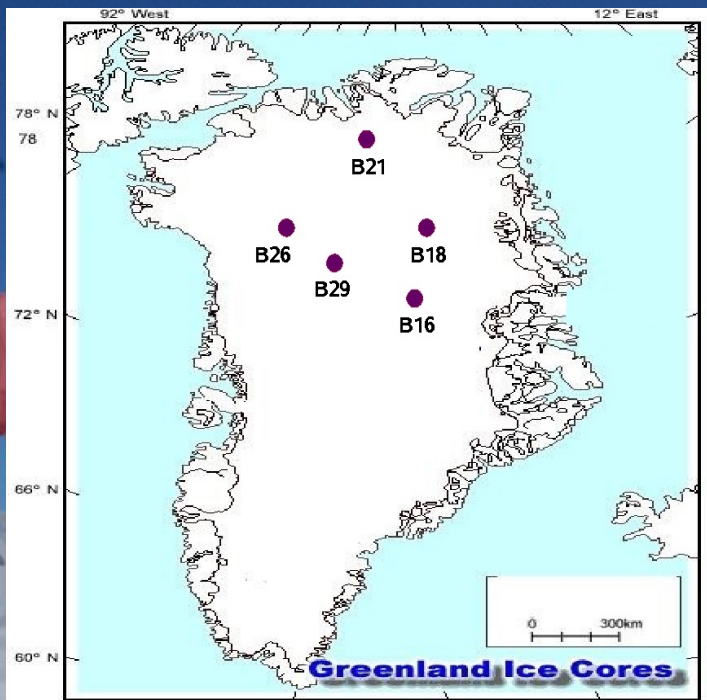 92° West 12° East
78° N
78
B21
B26 B18
B29
B16
72° N
66° N
0 300km
60° N
Greenland Ice Cores